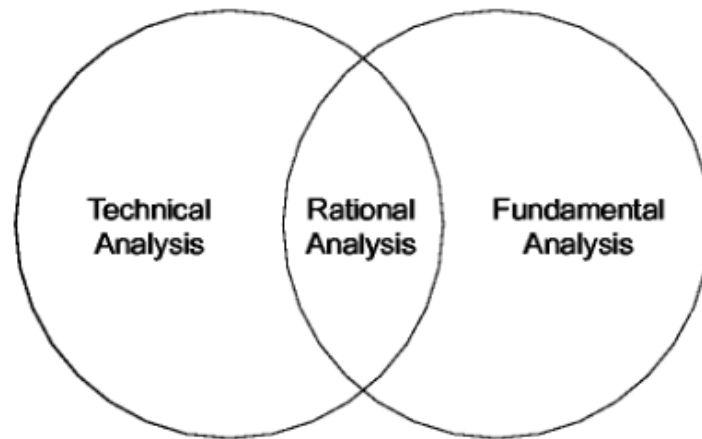 Technical
Analysis
Rational
Analysis
Fundamental
Analysis